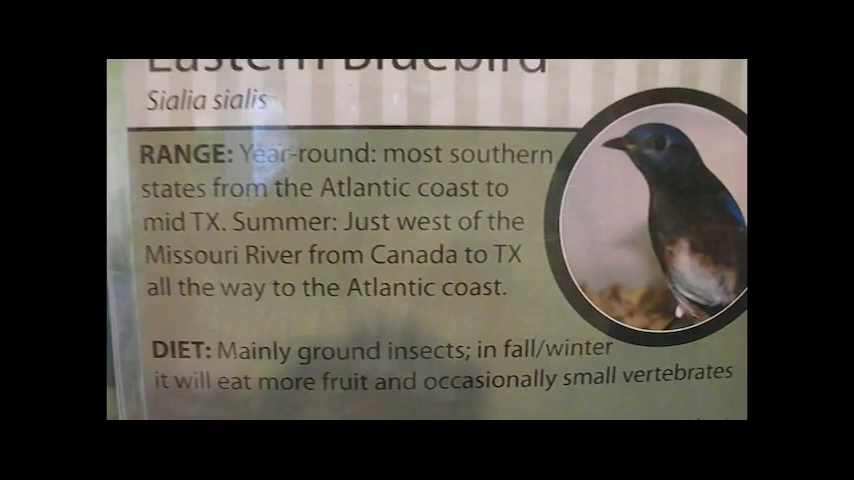 Eastern Bluebird
Sialia sialis
RANGE: Year-round: most southern
states from the Atlantic coast to
mid TX. Summer: Just west of the
Missouri River from Canada to TX
all the way to the Atlantic coast.
DIET: Mainly ground insects; in fall/winter
it will eat more fruit and occasionally small vertebrates